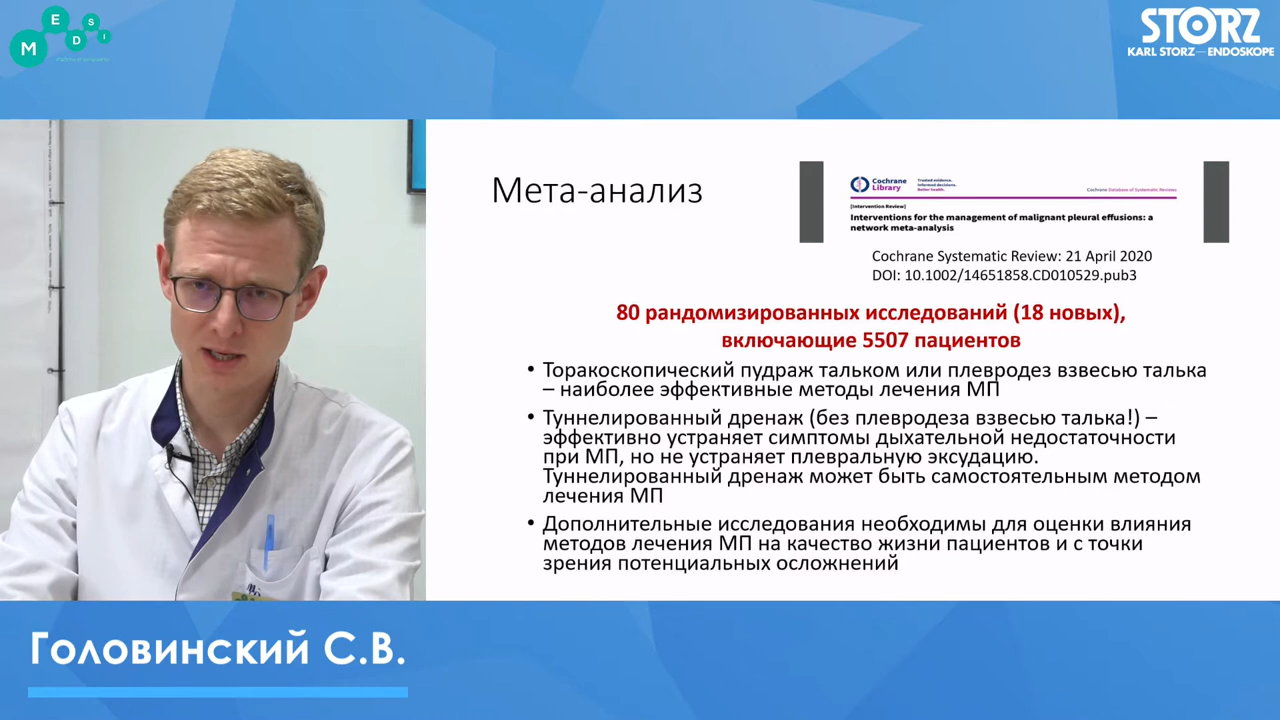 M
E
D
S
I
STORZ
KARL STORZ—ENDOSKOPE
Мета-анализ
Cochrane
Library
Trusted evidence.
Informed decisions.
Better health.
Cochrane Database of Systematic Reviews
[Intervention Review]
Interventions for the management of malignant pleural effusions: a
network meta-analysis
Cochrane Systematic Review: 21 April 2020
DOI: 10.1002/14651858.CD010529.pub3
80 рандомизированных исследований (18 новых),
включающие 5507 пациентов
• Торакоскопический пудраж тальком или плевродез взвесью талька
– наиболее эффективные методы лечения МП
• Туннелированный дренаж (без плевродеза взвесью талька!) –
эффективно устраняет симптомы дыхательной недостаточности
при МП, но не устраняет плевральную эксудацию.
Туннелированный дренаж может быть самостоятельным методом
лечения МП
• Дополнительные исследования необходимы для оценки влияния
методов лечения МП на качество жизни пациентов и с точки
зрения потенциальных осложнений
Головинский С.В.